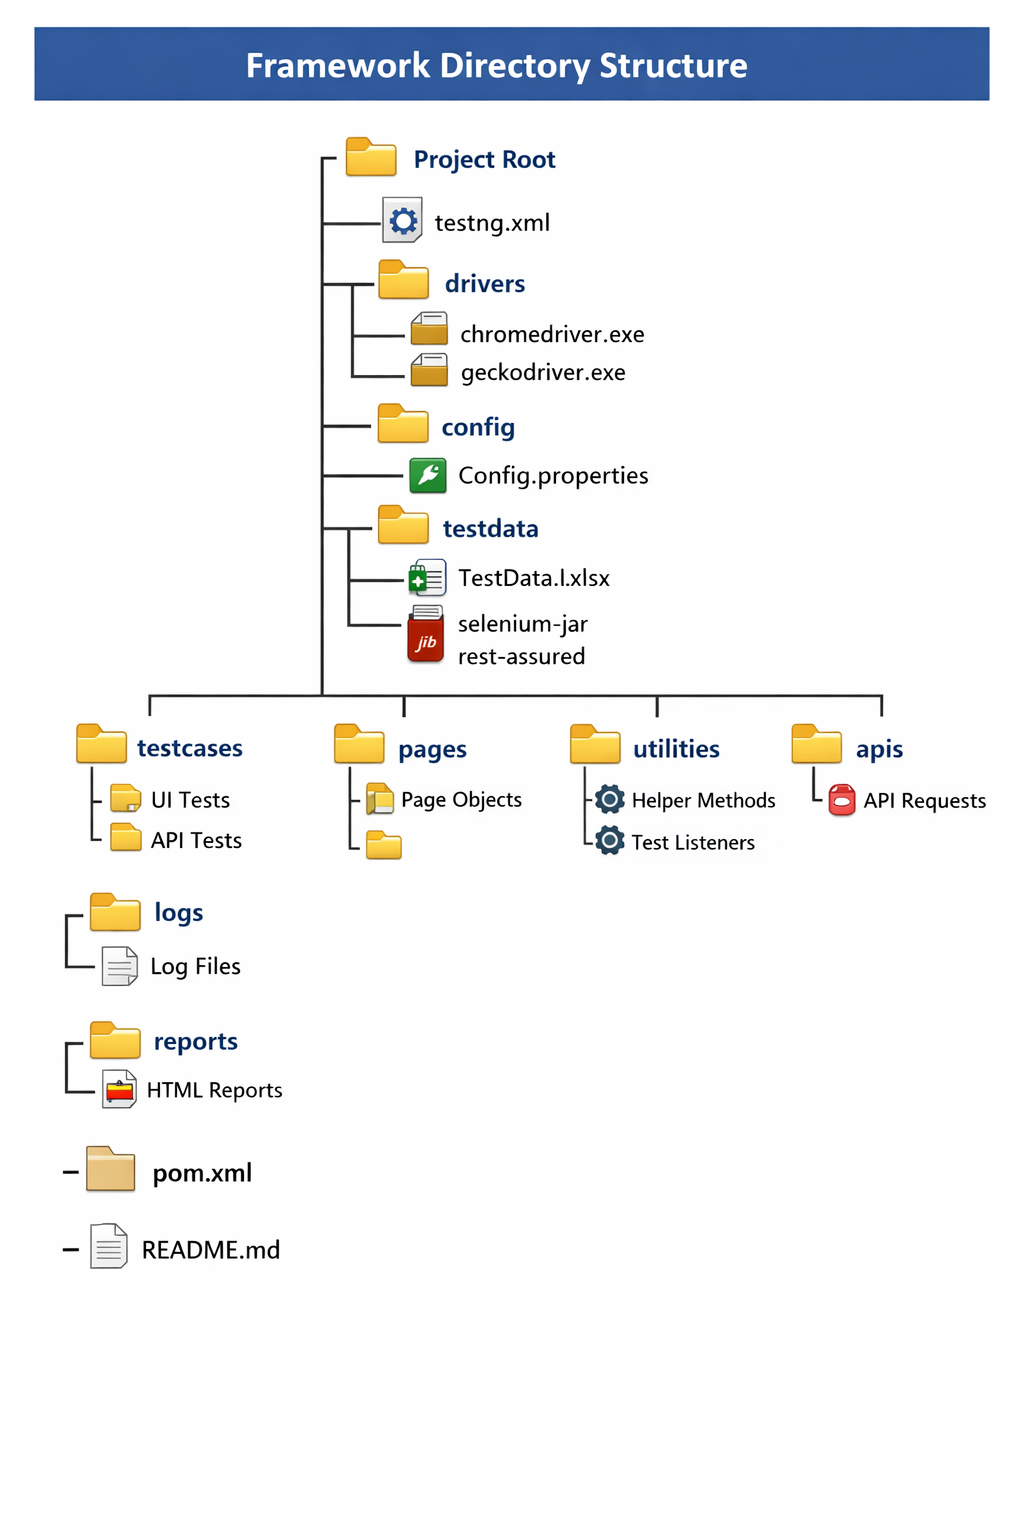 Framework Directory Structure
Project Root
testng.xml
drivers
chromedriver.exe
geckodriver.exe
config
Config.properties
testdata
TestData.l.xlsx
jib
selenium-jar
rest-assured
testcases
UI Tests
API Tests
pages
Page Objects
utilities
Helper Methods
Test Listeners
apis
API Requests
logs
Log Files
reports
HTML Reports
pom.xml
README.md